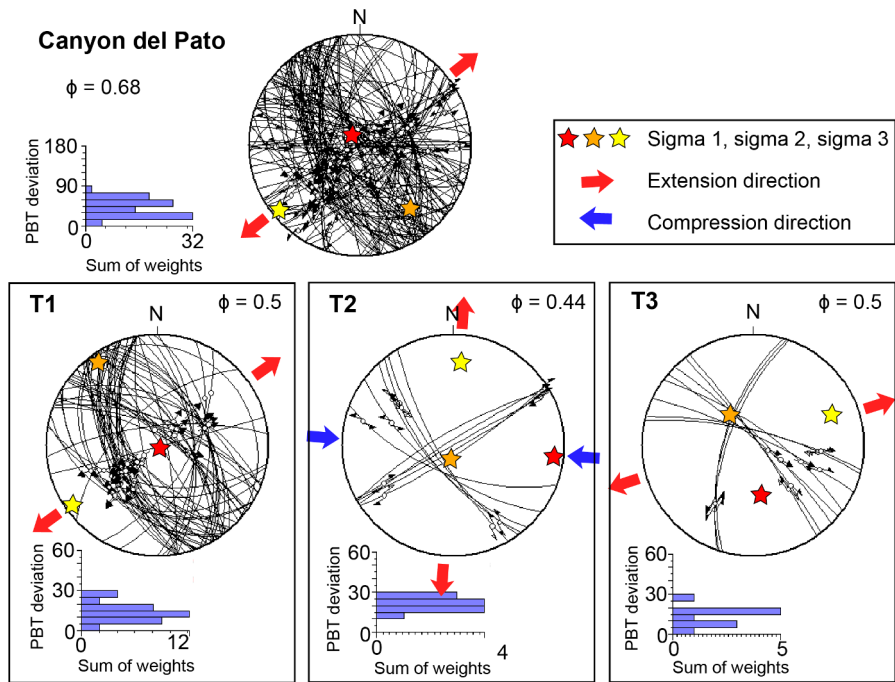 N
Canyon del Pato
ϕ = 0.68
180
90
0
PBT deviation
0 32
Sum of weights
Sigma 1, sigma 2, sigma 3
Extension direction
Compression direction
T1
ϕ = 0.5
N
60
30
0
PBT deviation
0 12
Sum of weights
T2
N
ϕ = 0.44
60
30
0
PBT deviation
0 4
Sum of weights
T3
N
ϕ = 0.5
60
30
0
PBT deviation
0 5
Sum of weights